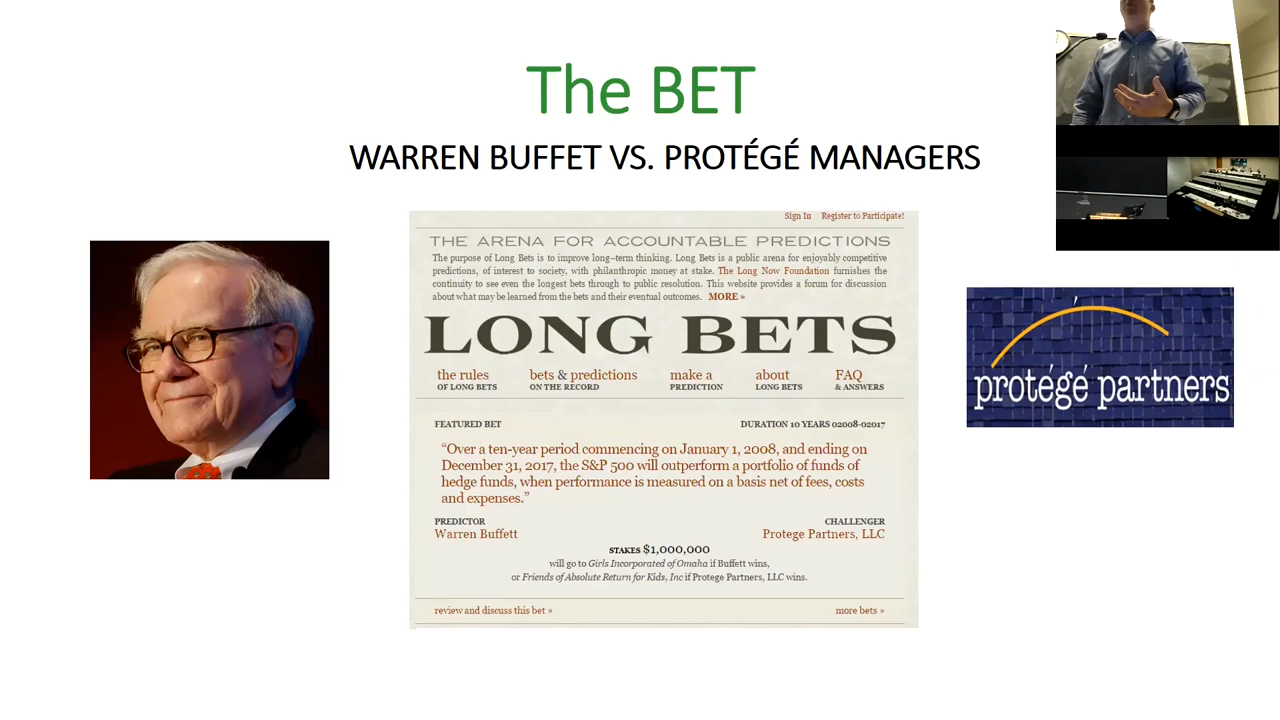 The BET
WARREN BUFFET VS. PROTÉGÉ MANAGERS
Sign In Register to Participate!
THE ARENA FOR ACCOUNTABLE PREDICTIONS
The purpose of Long Bets is to improve long-term thinking. Long Bets is a public arena for enjoyably competitive
predictions, of interest to society, with philanthropic money at stake. The Long Now Foundation furnishes the
continuity to see even the longest bets through to public resolution. This website provides a forum for discussion
about what may be learned from the bets and their eventual outcomes. MORE »
LONG BETS
the rules bets & predictions make a about FAQ
OF LONG BETS ON THE RECORD PREDICTION LONG BETS & ANSWERS
FEATURED BET DURATION 10 YEARS 02008-02017
“Over a ten-year period commencing on January 1, 2008, and ending on
December 31, 2017, the S&P 500 will outperform a portfolio of funds of
hedge funds, when performance is measured on a basis net of fees, costs
and expenses.”
PREDICTOR CHALLENGER
Warren Buffett Protege Partners, LLC
STAKES $1,000,000
will go to Girls Incorporated of Omaha if Buffett wins,
or Friends of Absolute Return for Kids, Inc if Protege Partners, LLC wins.
review and discuss this bet » more bets »
protégé partners